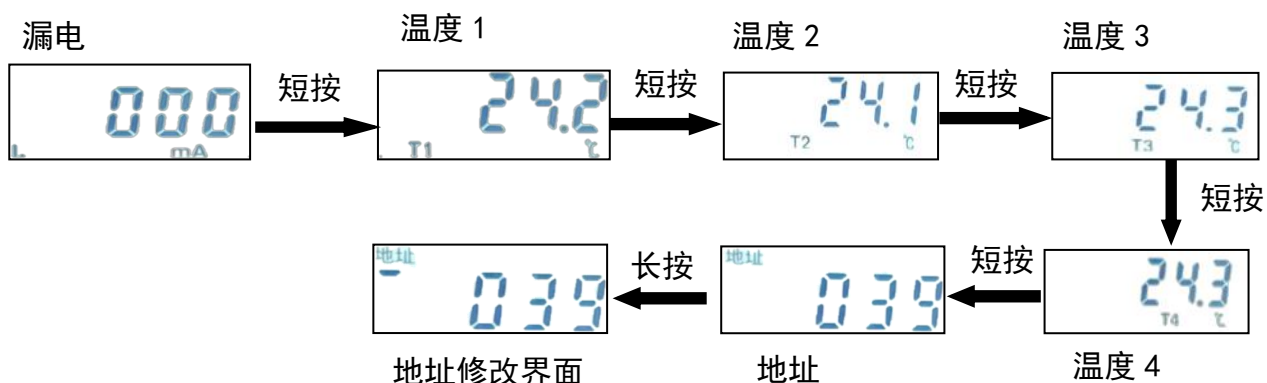 漏电
000
L
mA
短按
温度 1
24.2
T1
℃
短按
温度 2
24.1
T2
℃
短按
温度 3
24.3
T3
℃
短按
温度 4
24.3
T4
℃
短按
地址
039
地址
长按
地址
039
地址修改界面